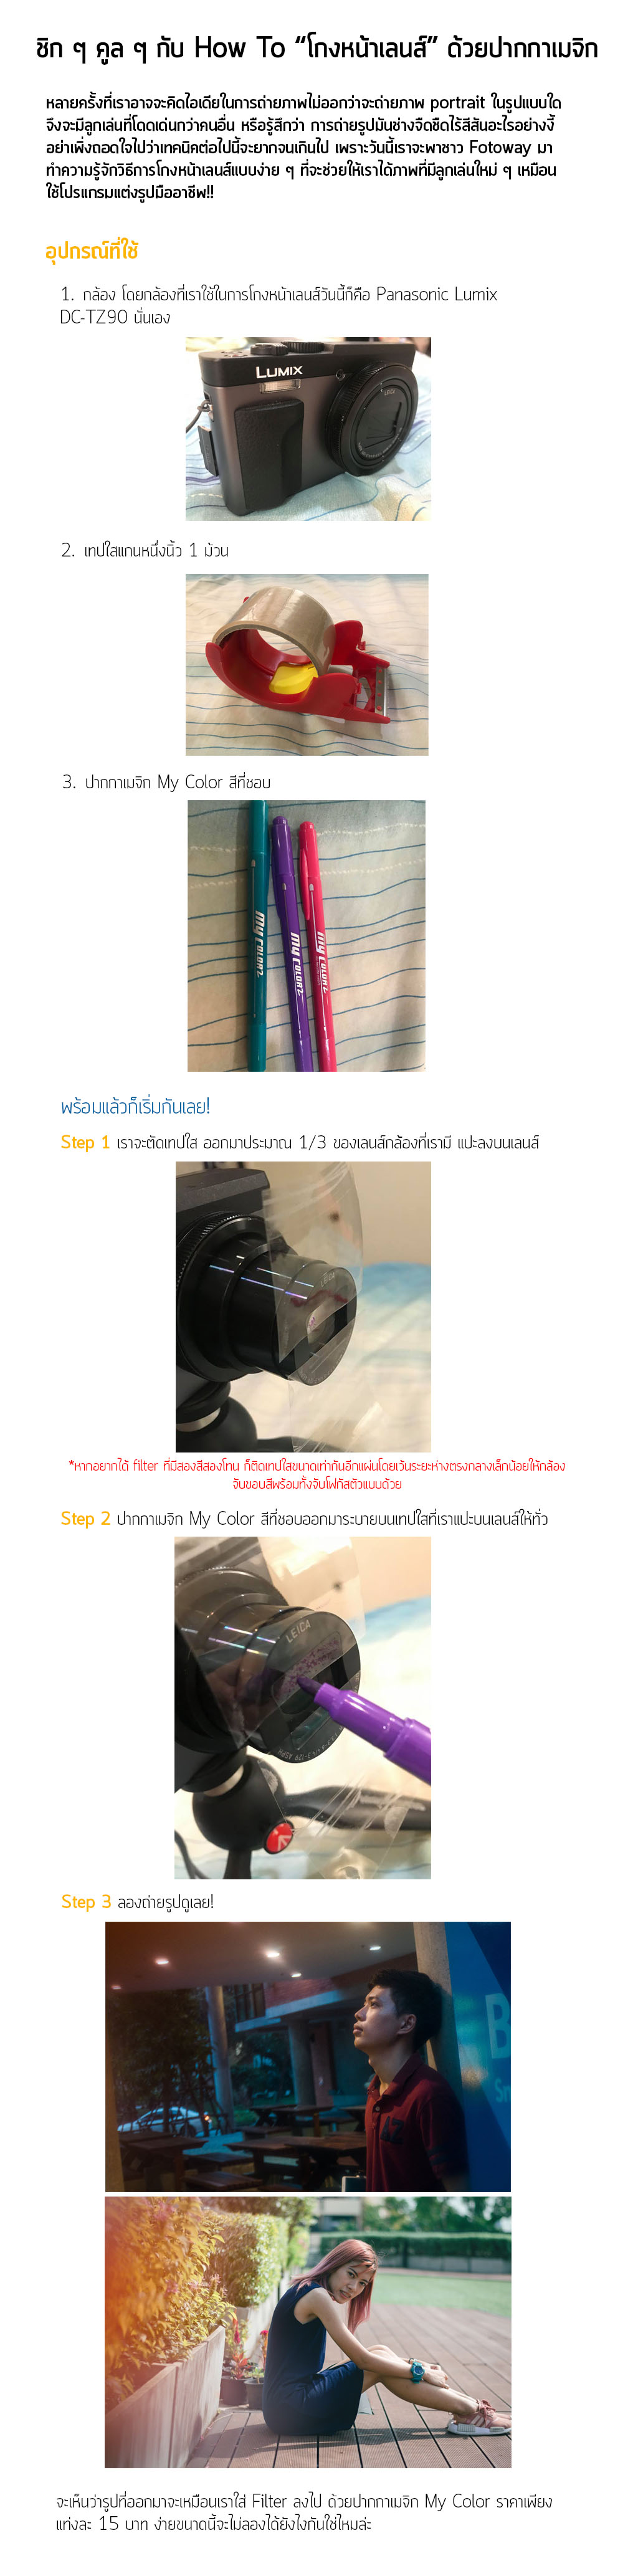 ชิก ๆ คูล ๆ กับ How To “โกงหน้าเลนส์” ด้วยปากกาเมจิก
หลายครั้งที่เราอาจจะคิดไอเดียในการถ่ายภาพไม่ออกว่าจะถ่ายภาพ portrait ในรูปแบบใด
จึงจะมีลูกเล่นที่โดดเด่นกว่าคนอื่น หรือรู้สึกว่า การถ่ายรูปมันช่างจืดชืดไร้สีสันอะไรอย่างงี้
อย่าเพิ่งถอดใจไปว่าเทคนิคต่อไปนี้จะยากจนเกินไป เพราะวันนี้เราจะพาชาว Fotoway มา
ทำความรู้จักวิธีการโกงหน้าเลนส์แบบง่าย ๆ ที่จะช่วยให้เราได้ภาพที่มีลูกเล่นใหม่ ๆ เหมือน
ใช้โปรแกรมแต่งรูปมืออาชีพ!!
อุปกรณ์ที่ใช้
1. กล้อง โดยกล้องที่เราใช้ในการโกงหน้าเลนส์วันนี้ก็คือ Panasonic Lumix
DC-TZ90 นั่นเอง
LUMIX
LEICA
2. เทปใสแกนหนึ่งนิ้ว 1 ม้วน
3. ปากกาเมจิก My Color สีที่ชอบ
my COLOR2
my COLOR2
my COLOR2
พร้อมแล้วก็เริ่มกันเลย!
Step 1 เราจะตัดเทปใส ออกมาประมาณ 1/3 ของเลนส์กล้องที่เรามี แปะลงบนเลนส์
*หากอยากได้ filter ที่มีสองสีสองโทน ก็ติดเทปใสขนาดเท่ากันอีกแผ่นโดยเว้นระยะห่างตรงกลางเล็กน้อยให้กล้อง
จับขอบสีพร้อมทั้งจับโฟกัสตัวแบบด้วย
Step 2 ปากกาเมจิก My Color สีที่ชอบออกมาระบายบนเทปใสที่เราแปะบนเลนส์ให้ทั่ว
LEICA
Step 3 ลองถ่ายรูปดูเลย!
จะเห็นว่ารูปที่ออกมาจะเหมือนเราใส่ Filter ลงไป ด้วยปากกาเมจิก My Color ราคาเพียง
แท่งละ 15 บาท ง่ายขนาดนี้จะไม่ลองได้ยังไงกันใช่ไหมล่ะ